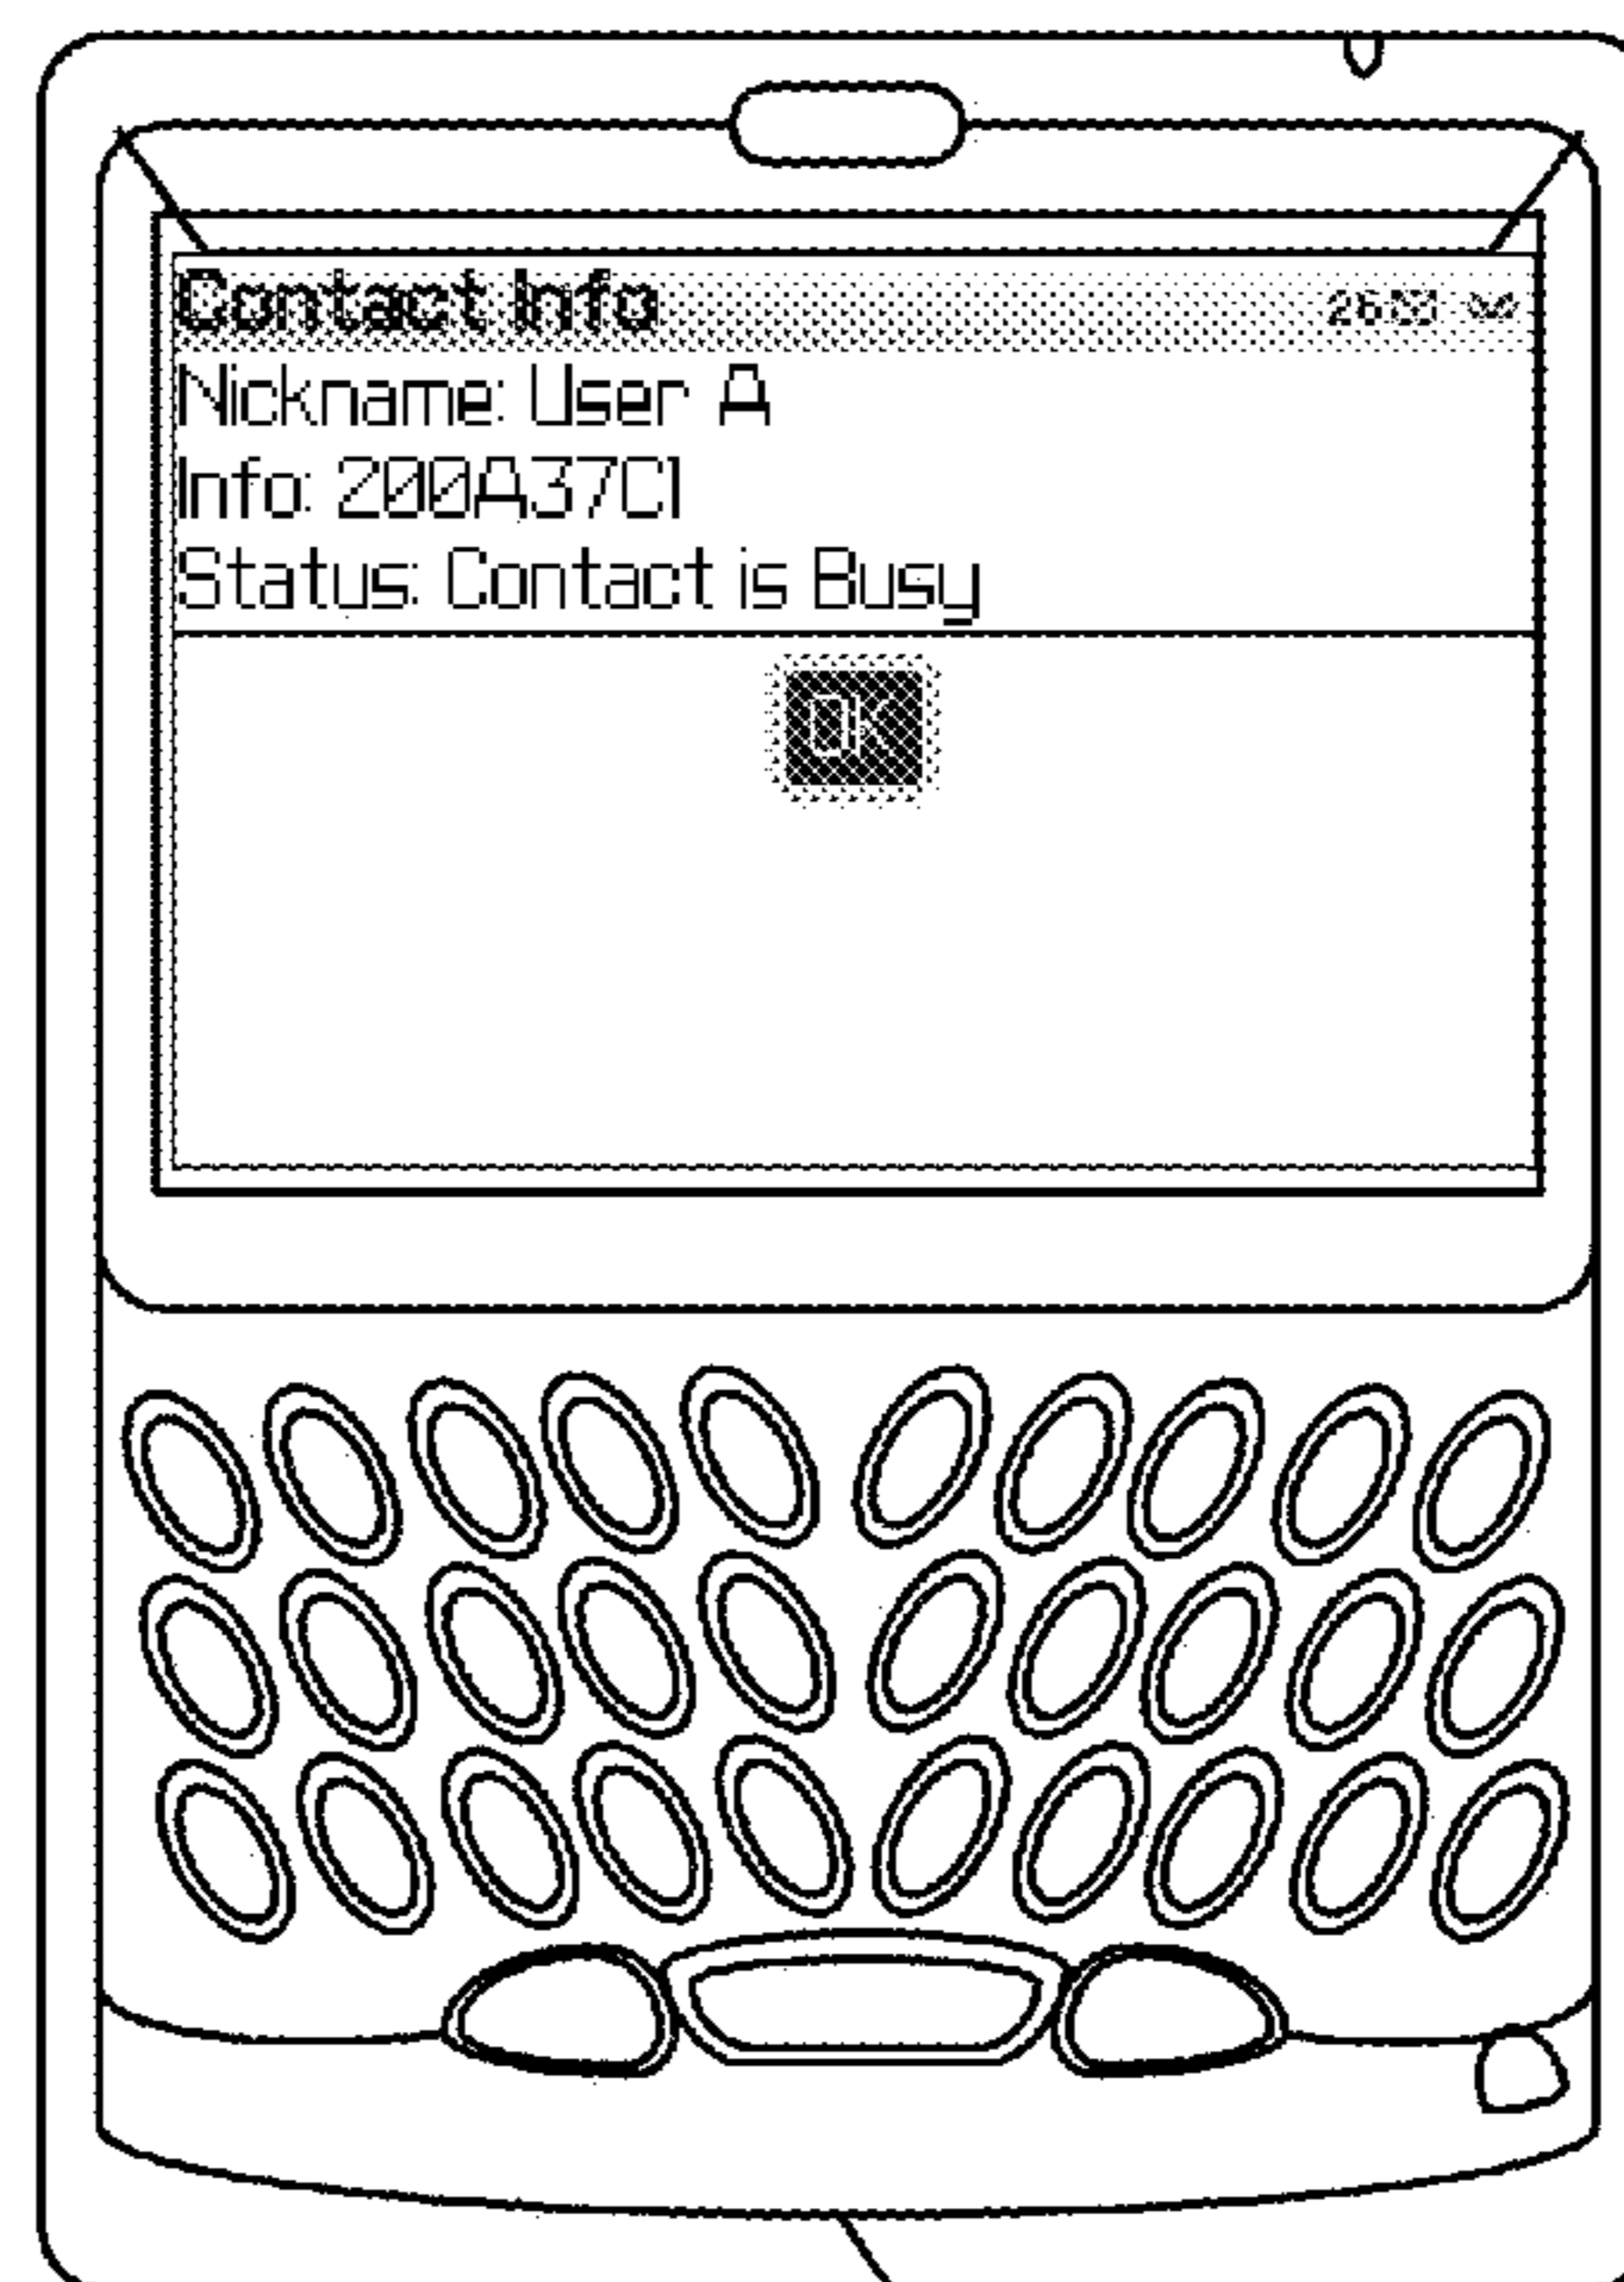 Contact Info
Nickname: User A
Info: 200A37C1
Status: Contact is Busy
OK